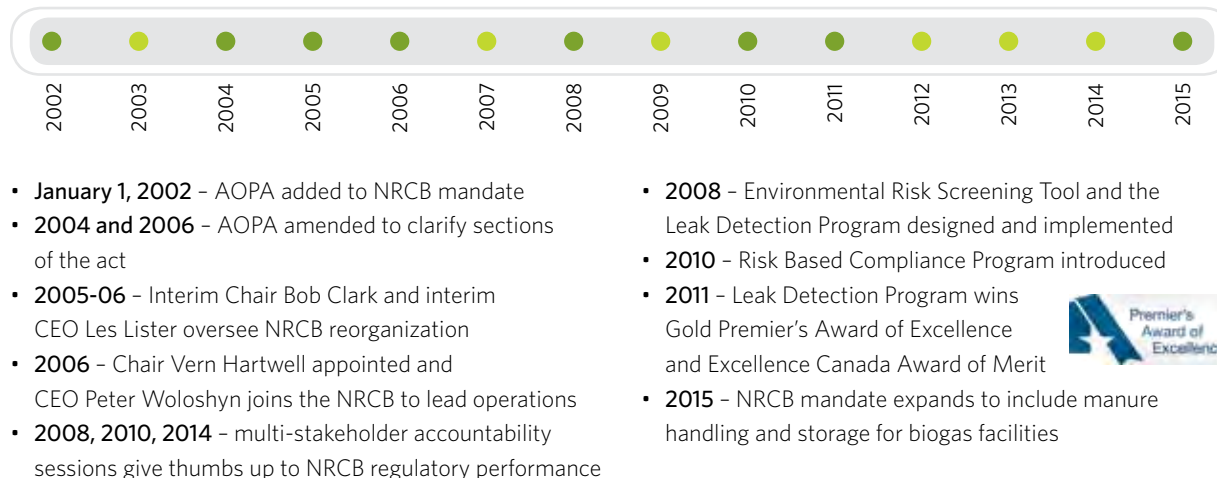 2002
2003
2004
2005
2006
2007
2008
2009
2010
2011
2012
2013
2014
2015
• January 1, 2002 – AOPA added to NRCB mandate
• 2004 and 2006 – AOPA amended to clarify sections
of the act
• 2005-06 – Interim Chair Bob Clark and interim
CEO Les Lister oversee NRCB reorganization
• 2006 – Chair Vern Hartwell appointed and
CEO Peter Woloshyn joins the NRCB to lead operations
• 2008, 2010, 2014 – multi-stakeholder accountability
sessions give thumbs up to NRCB regulatory performance
• 2008 – Environmental Risk Screening Tool and the
Leak Detection Program designed and implemented
• 2010 – Risk Based Compliance Program introduced
• 2011 – Leak Detection Program wins
Gold Premier's Award of Excellence
and Excellence Canada Award of Merit
Premier's
Award of
Excellenc
• 2015 – NRCB mandate expands to include manure
handling and storage for biogas facilities